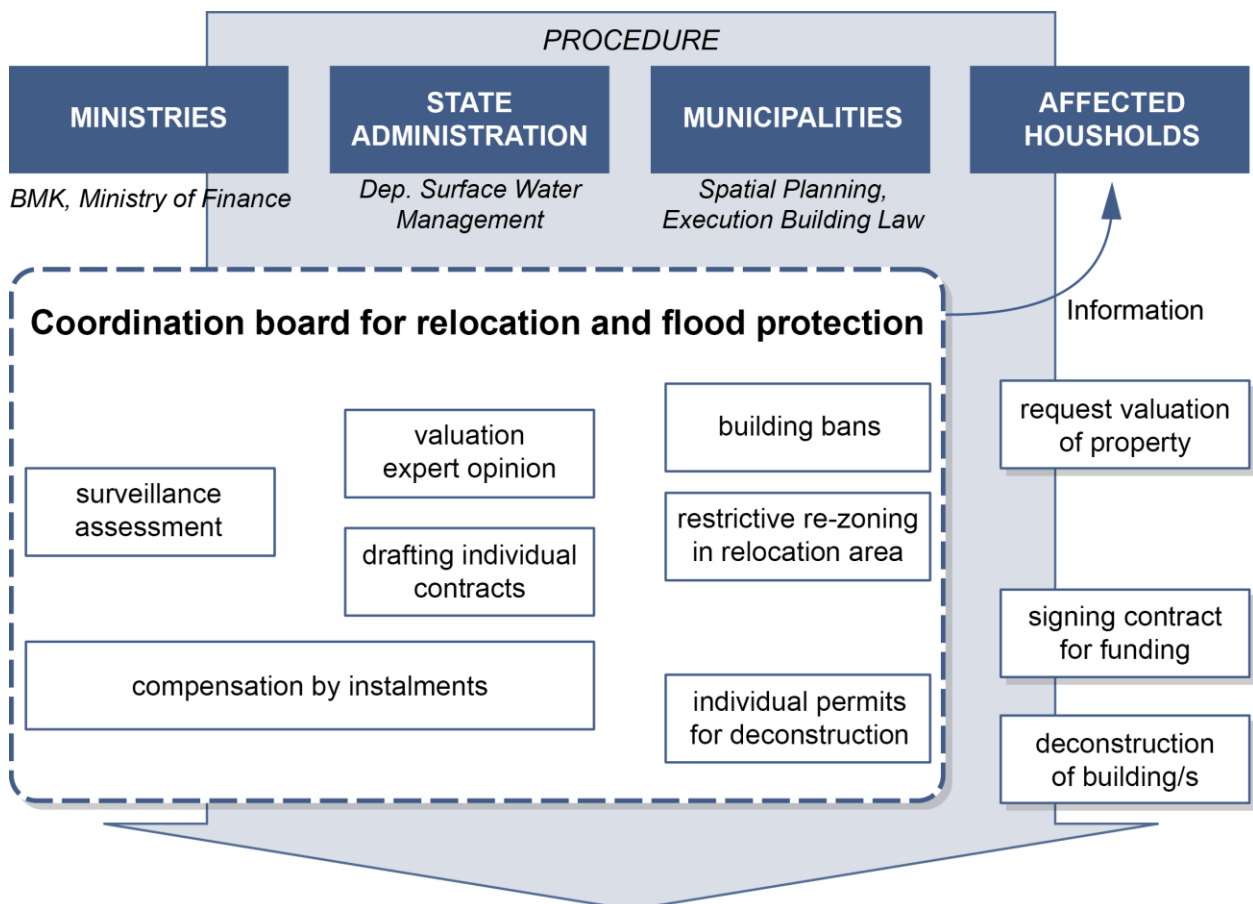 PROCEDURE
MINISTRIES
STATE
ADMINISTRATION
MUNICIPALITIES
AFFECTED
HOUSHOLDS
BMK, Ministry of Finance
Dep. Surface Water
Management
Spatial Planning,
Execution Building Law
Coordination board for relocation and flood protection
Information
surveillance
assessment
valuation
expert opinion
drafting individual
contracts
compensation by instalments
building bans
restrictive re-zoning
in relocation area
individual permits
for deconstruction
request valuation
of property
signing contract
for funding
deconstruction
of building/s